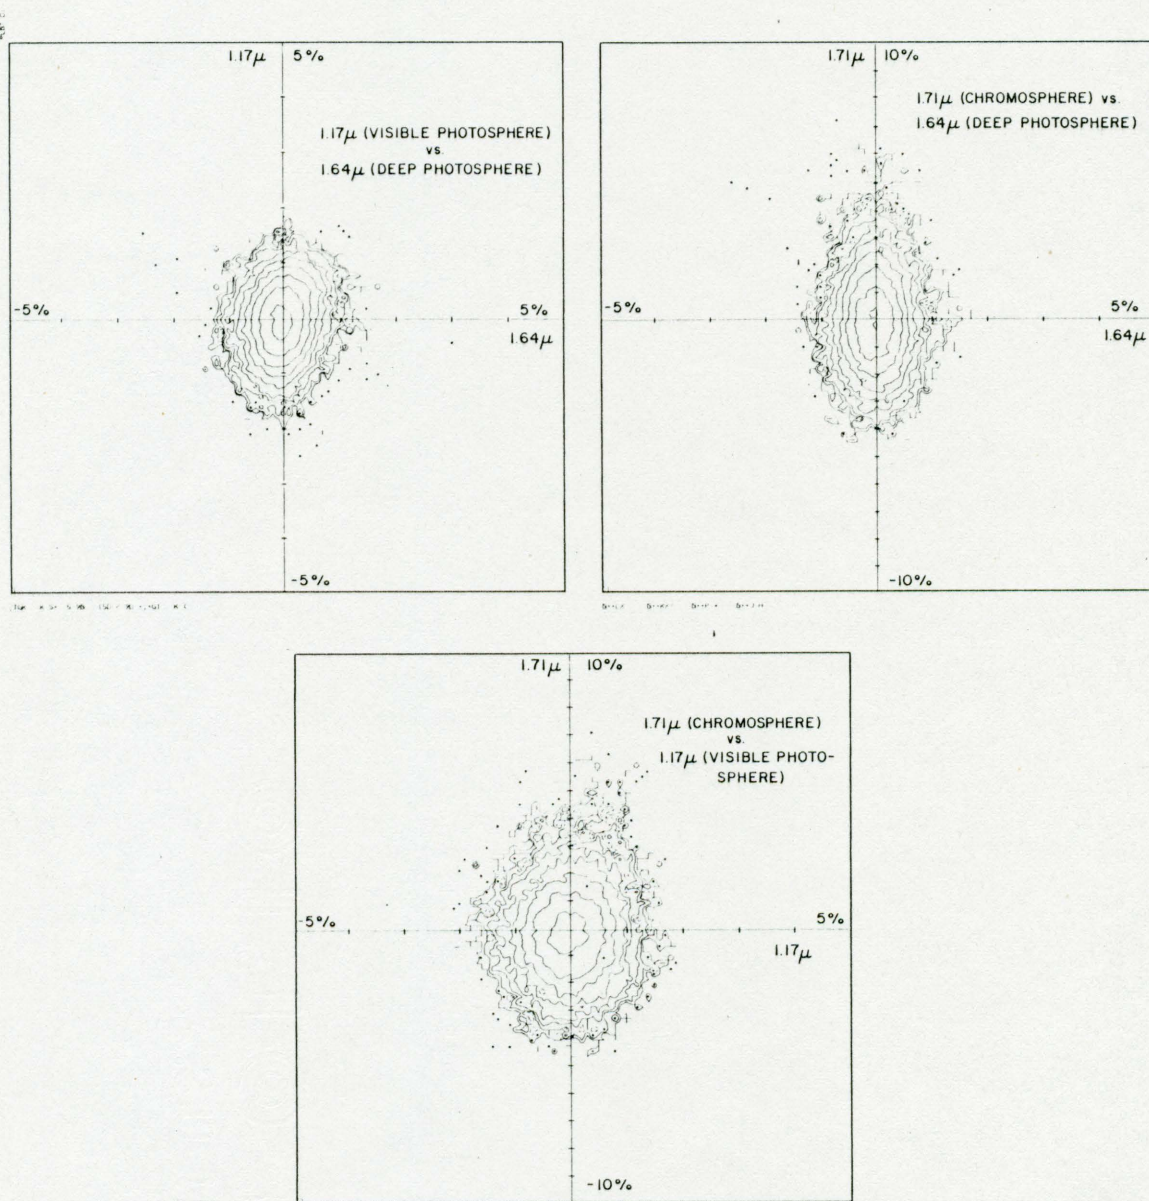 1.17μ 5%
1.17μ (VISIBLE PHOTOSPHERE)
vs.
1.64μ (DEEP PHOTOSPHERE)
-5% 5%
1.64μ
-5%
1.71μ 10%
1.71μ (CHROMOSPHERE) vs.
1.64μ (DEEP PHOTOSPHERE)
-5% 5%
1.64μ
-10%
1.71μ 10%
1.71μ (CHROMOSPHERE)
vs.
1.17μ (VISIBLE PHOTO-
SPHERE)
-5% 5%
1.17μ
-10%